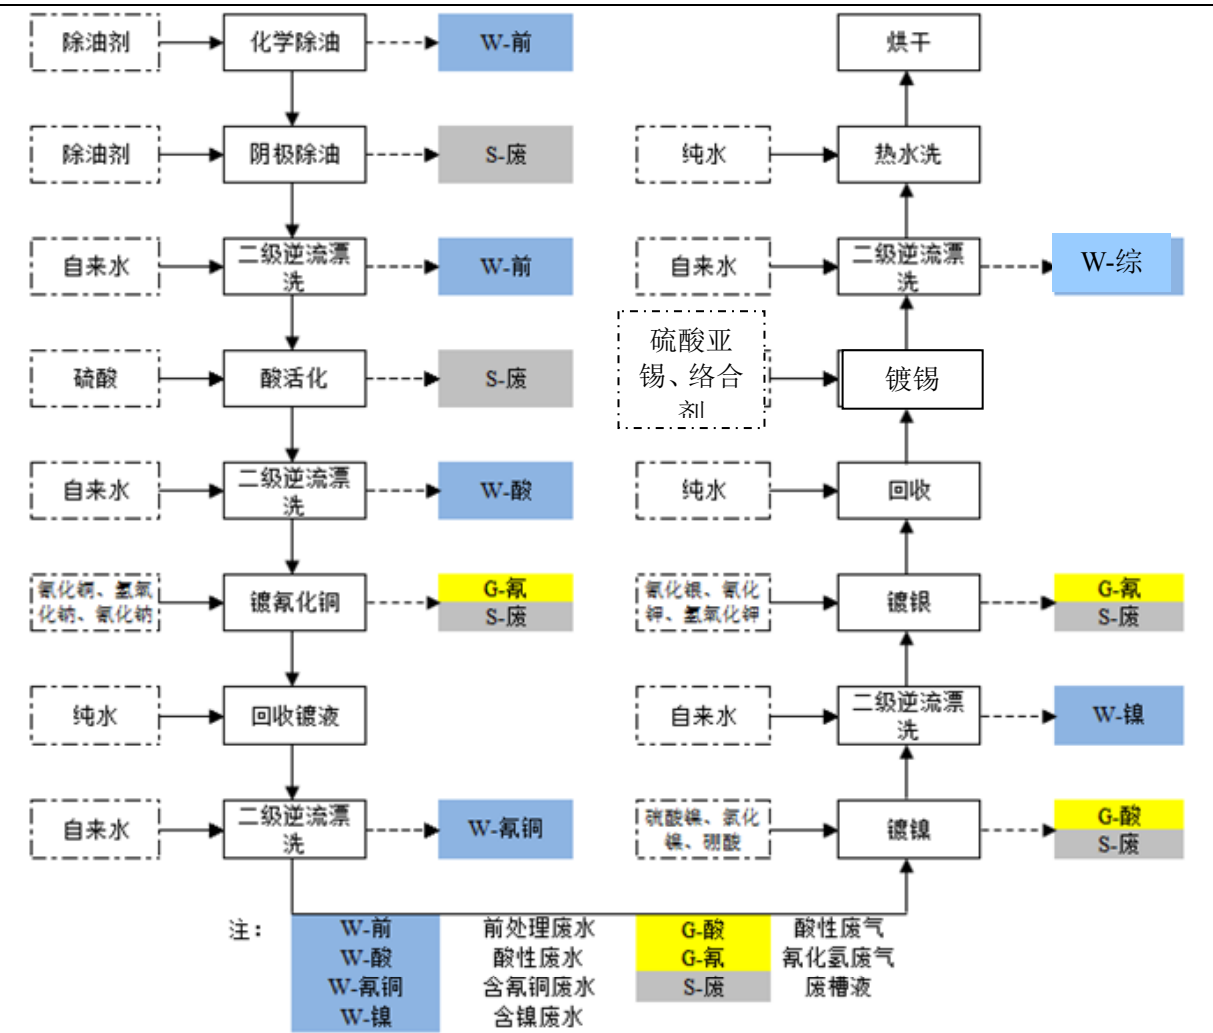 除油剂
化学除油
W-前
除油剂
阴极除油
S-废
自来水
二级逆流漂
洗
W-前
硫酸
酸活化
S-废
自来水
二级逆流漂
洗
W-酸
氰化铜、氢氧
化钠、氰化钠
镀氰化铜
G-氰
S-废
纯水
回收镀液
自来水
二级逆流漂
洗
W-氰铜
烘干
纯水
热水洗
自来水
二级逆流漂
洗
W-综
硫酸亚
锡、络合
剂
镀锡
纯水
回收
氰化银、氰化
钾、氢氧化钾
镀银
G-氰
S-废
自来水
二级逆流漂
洗
W-镍
硫酸镍、氯化
镍、硼酸
镀镍
G-酸
S-废
注：
W-前
前处理废水
G-酸
酸性废气
W-酸
酸性废水
G-氰
氰化氢废气
W-氰铜
含氰铜废水
S-废
废槽液
W-镍
含镍废水